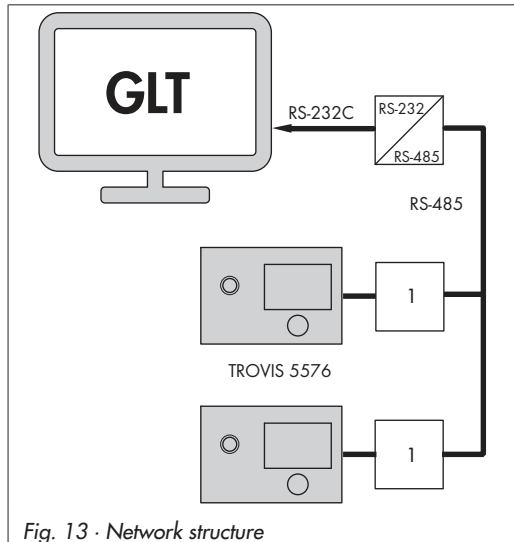 GLT
RS-232C
RS-232
RS-485
RS-485
1
TROVIS 5576
1
Fig. 13 · Network structure